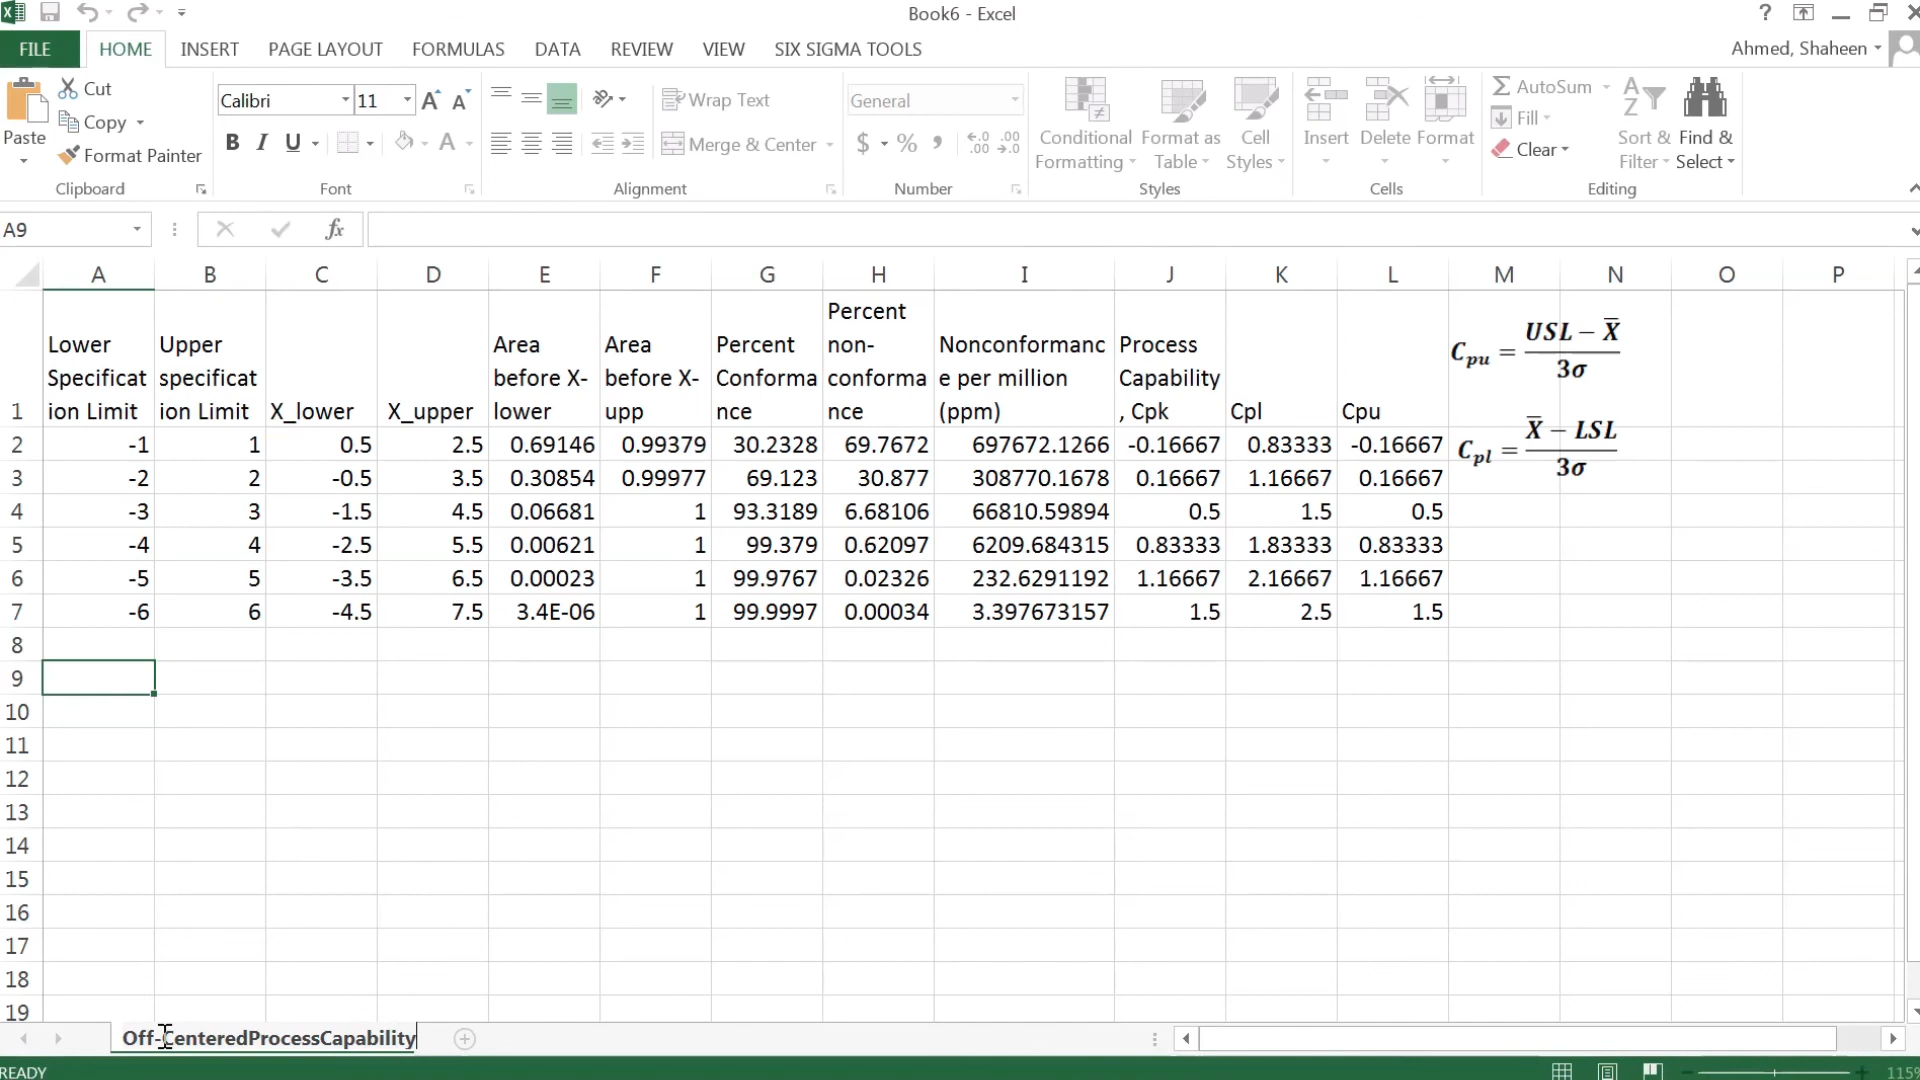 Book6 - Excel
?
FILE HOME INSERT PAGE LAYOUT FORMULAS DATA REVIEW VIEW SIX SIGMA TOOLS Ahmed, Shaheen
Paste
Cut
Copy
Format Painter
Clipboard
Calibri 11
B I U
Font
Wrap Text
Merge & Center
Alignment
General
$ % ,
Number
Conditional
Formatting
Format as
Table
Cell
Styles
Styles
Insert Delete Format
Cells
AutoSum
Fill
Clear
Sort &
Filter
Find &
Select
Editing
A9
fx
A B C D E F G H I J K L M N O P
1
Lower
Specificat
ion Limit
Upper
specificat
ion Limit
X_lower
X_upper
Area
before X-
lower
Area
before X-
upp
Percent
Conforma
nce
Percent
non-
conforma
nce
Nonconformanc
e per million
(ppm)
Process
Capability
, Cpk
Cpl
Cpu
2 -1 1 0.5 2.5 0.69146 0.99379 30.2328 69.7672 697672.1266 -0.16667 0.83333 -0.16667
3 -2 2 -0.5 3.5 0.30854 0.99977 69.123 30.877 308770.1678 0.16667 1.16667 0.16667
4 -3 3 -1.5 4.5 0.06681 1 93.3189 6.68106 66810.59894 0.5 1.5 0.5
5 -4 4 -2.5 5.5 0.00621 1 99.379 0.62097 6209.684315 0.83333 1.83333 0.83333
6 -5 5 -3.5 6.5 0.00023 1 99.9767 0.02326 232.6291192 1.16667 2.16667 1.16667
7 -6 6 -4.5 7.5 3.4E-06 1 99.9997 0.00034 3.397673157 1.5 2.5 1.5
Cpu = USL − X̅
3σ
Cpl = X̅ − LSL
3σ
8
9
10
11
12
13
14
15
16
17
18
19
Off-CenteredProcessCapability
READY
115%